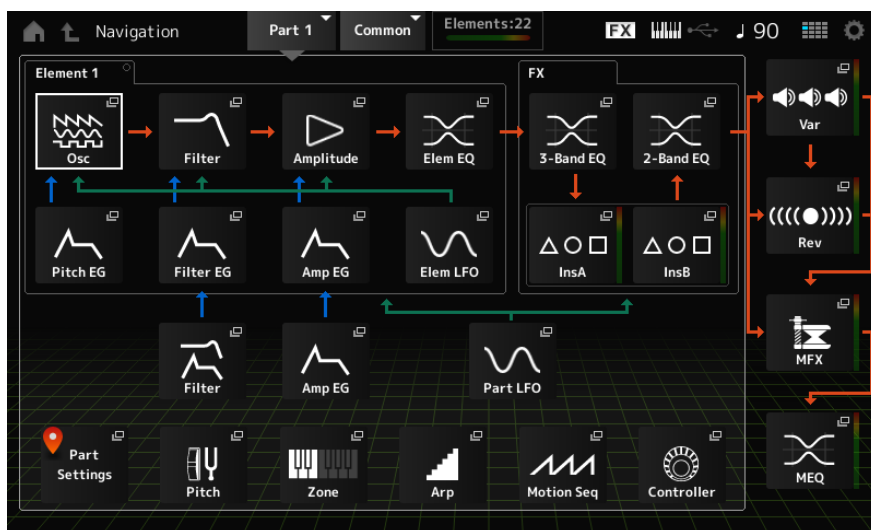 Navigation
Part 1
Common
Elements:22
FX
90
Element 1
FX
Osc
Filter
Amplitude
Elem EQ
3-Band EQ
2-Band EQ
Var
Pitch EG
Filter EG
Amp EG
Elem LFO
InsA
InsB
Rev
Filter
Amp EG
Part LFO
MFX
Part
Settings
Pitch
Zone
Arp
Motion Seq
Controller
MEQ